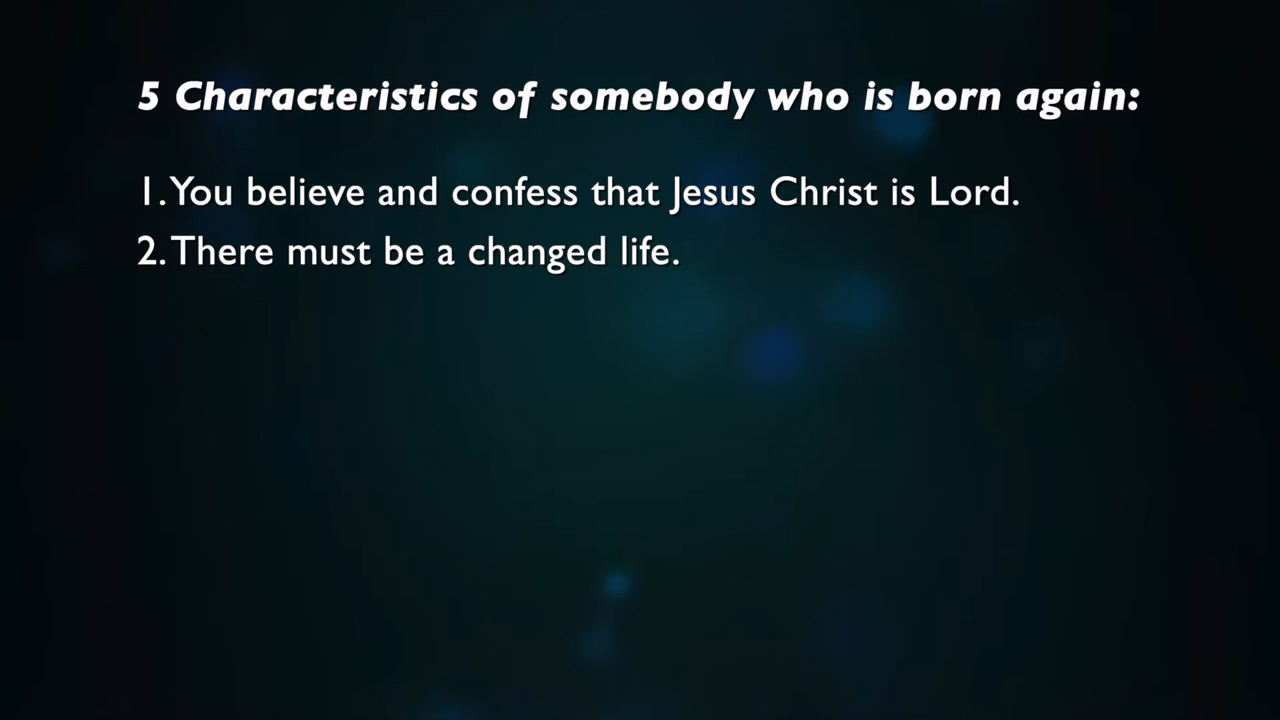 5 Characteristics of somebody who is born again:
1. You believe and confess that Jesus Christ is Lord.
2. There must be a changed life.